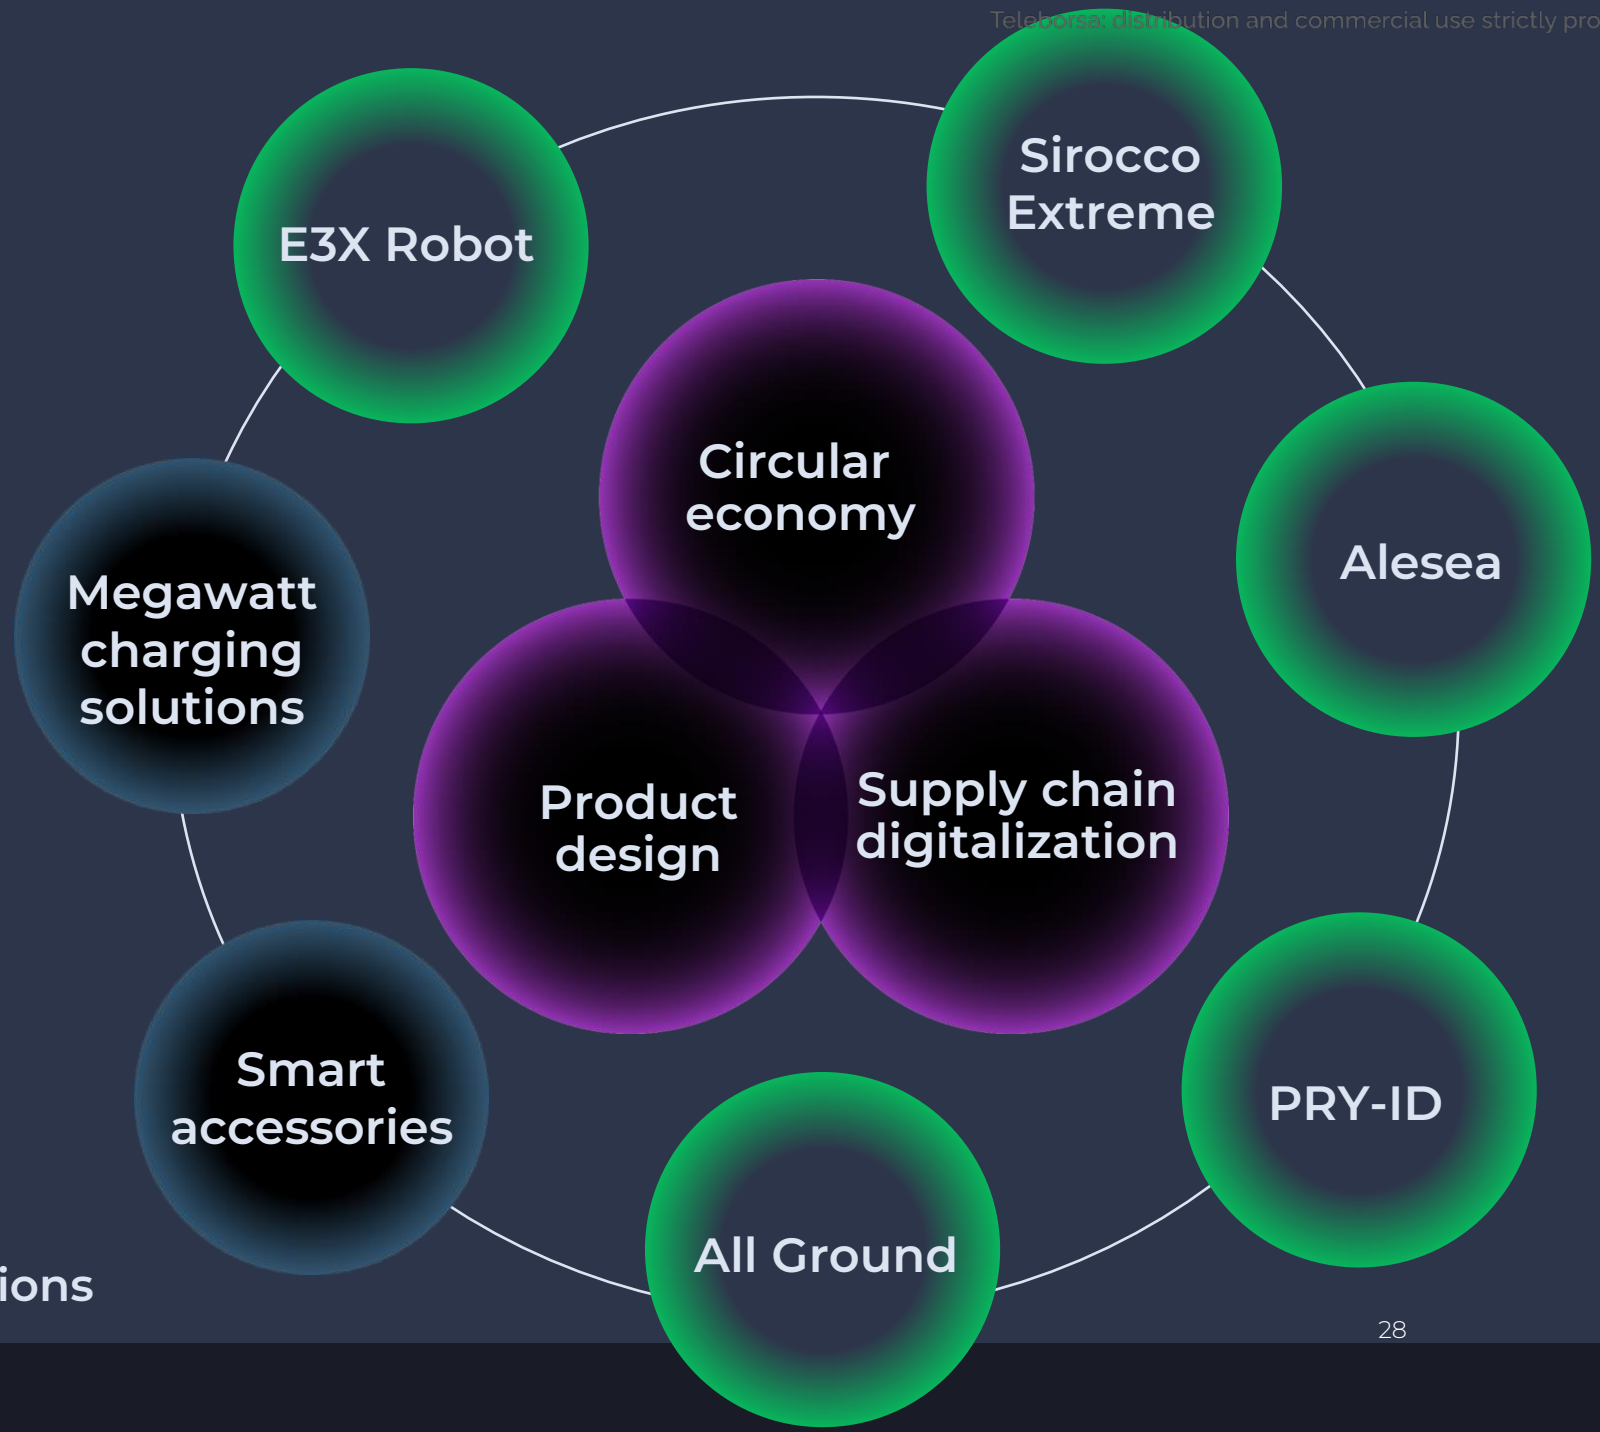 Teleborsa: distribution and commercial use strictly pro
Sirocco
Extreme
E3X Robot
Circular
economy
Alesea
Megawatt
charging
solutions
Product
design
Supply chain
digitalization
Smart
accessories
PRY-ID
All Ground
ions
28